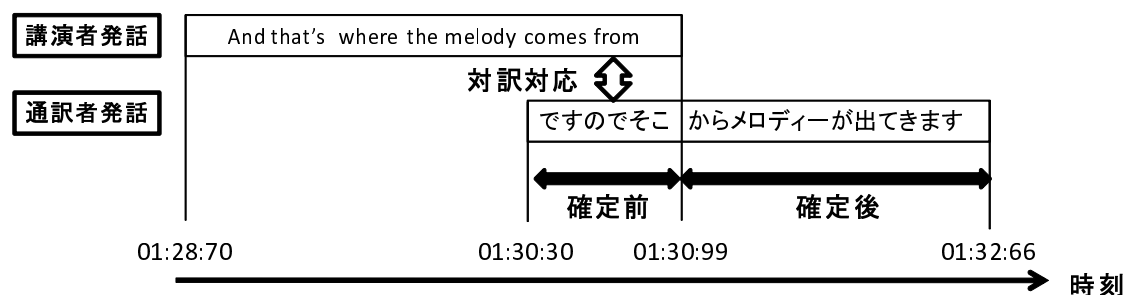 講演者発話
And that's where the melody comes from
対訳対応
通訳者発話
ですのでそこ からメロディーが出てきます
確定前 確定後
01:28:70 01:30:30 01:30:99 01:32:66
時刻